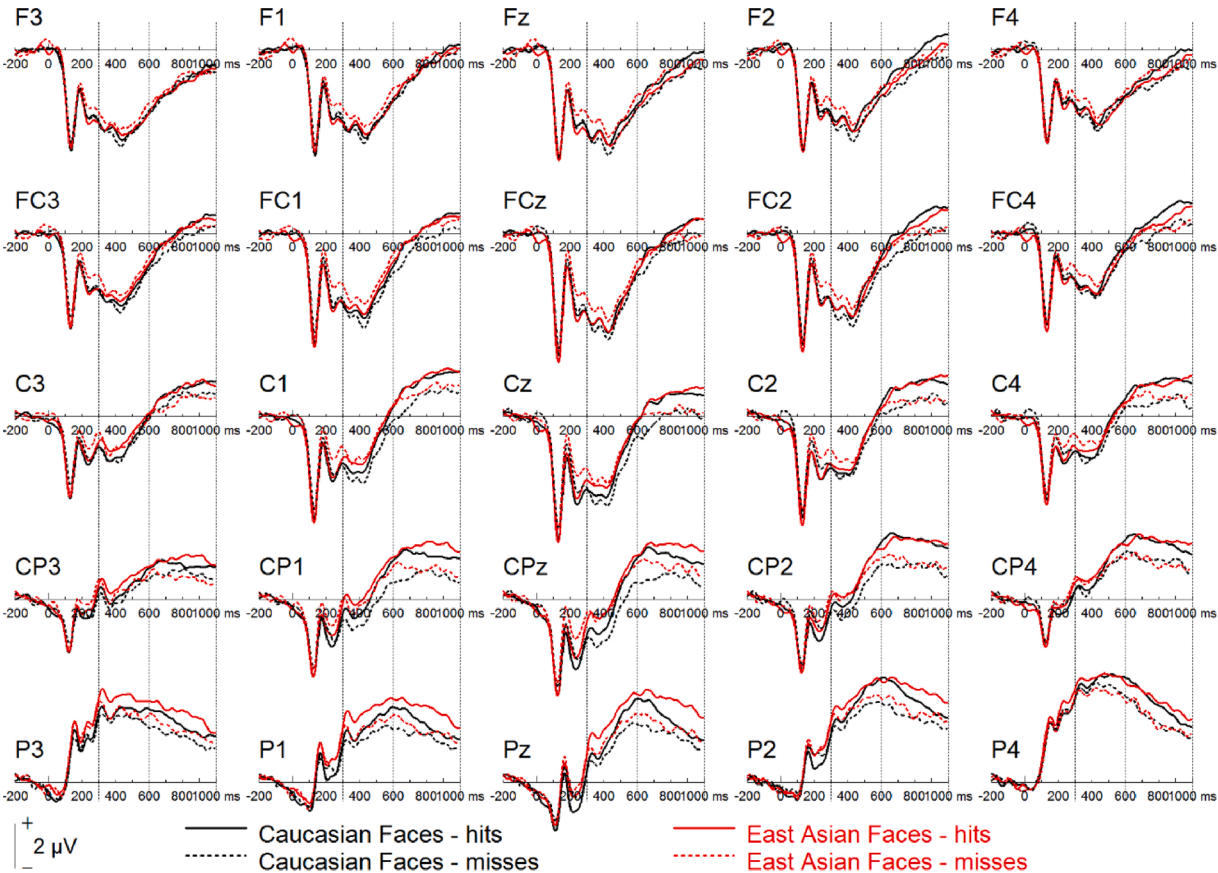 F3 F1 Fz F2 F4
-200 0 200 400 600 8001000 ms -200 0 200 400 600 8001000 ms -200 0 200 400 600 8001000 ms -200 0 200 400 600 8001000 ms -200 0 200 400 600 8001000 ms
FC3 FC1 FCz FC2 FC4
-200 0 200 400 600 8001000 ms -200 0 200 400 600 8001000 ms -200 0 200 400 600 8001000 ms -200 0 200 400 600 8001000 ms -200 0 200 400 600 8001000 ms
C3 C1 Cz C2 C4
-200 0 200 400 600 8001000 ms -200 0 200 400 600 8001000 ms -200 0 200 400 600 8001000 ms -200 0 200 400 600 8001000 ms -200 0 200 400 600 8001000 ms
CP3 CP1 CPz CP2 CP4
-200 0 200 400 600 8001000 ms -200 0 200 400 600 8001000 ms -200 0 200 400 600 8001000 ms -200 0 200 400 600 8001000 ms -200 0 200 400 600 8001000 ms
P3 P1 Pz P2 P4
-200 0 200 400 600 8001000 ms -200 0 200 400 600 8001000 ms -200 0 200 400 600 8001000 ms -200 0 200 400 600 8001000 ms -200 0 200 400 600 8001000 ms
+
2 µV
−
Caucasian Faces - hits East Asian Faces - hits
Caucasian Faces - misses East Asian Faces - misses